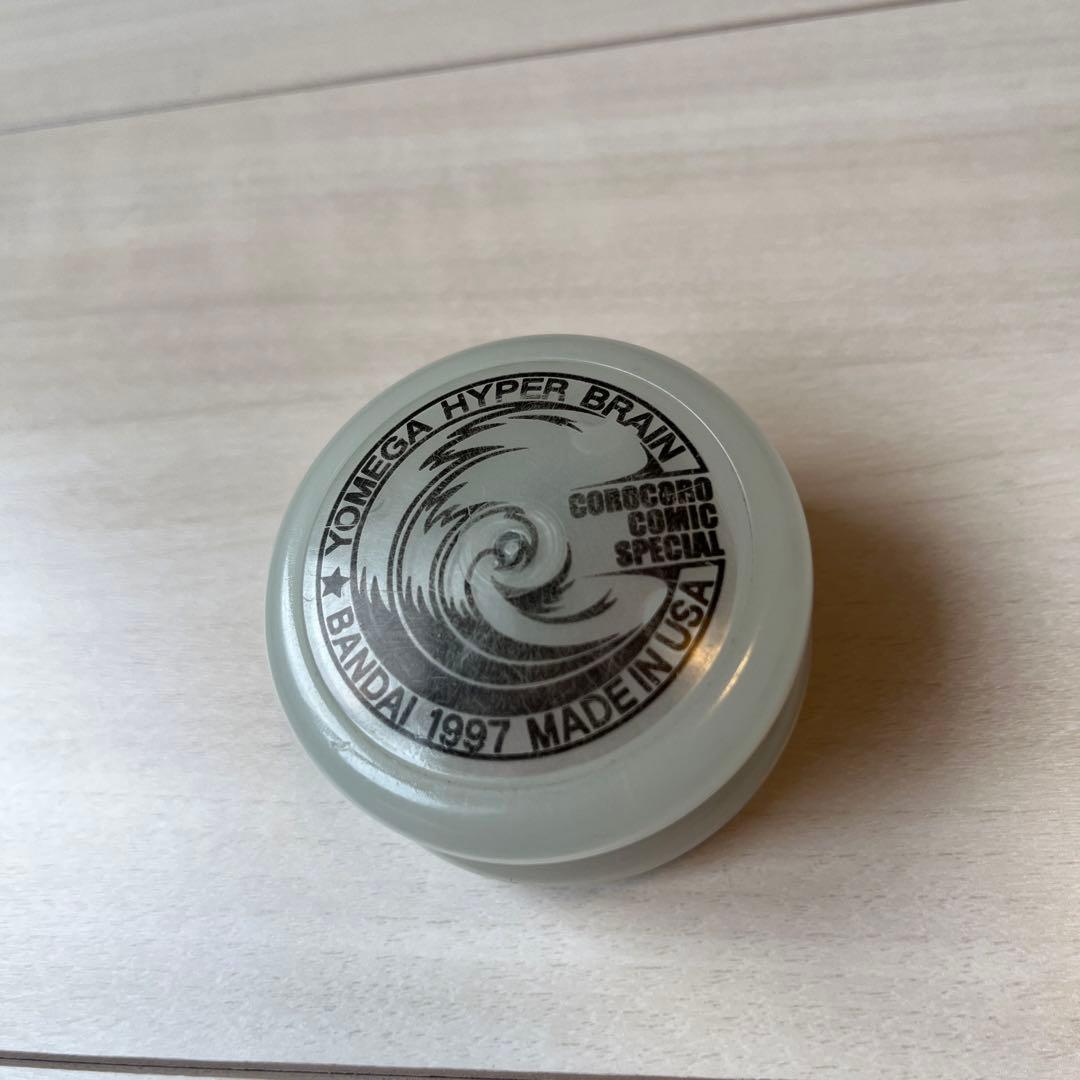 YOMEGA HYPER BRAIN
COROCORO
COMIC
SPECIAL
★ BANDAI 1997 MADE IN USA